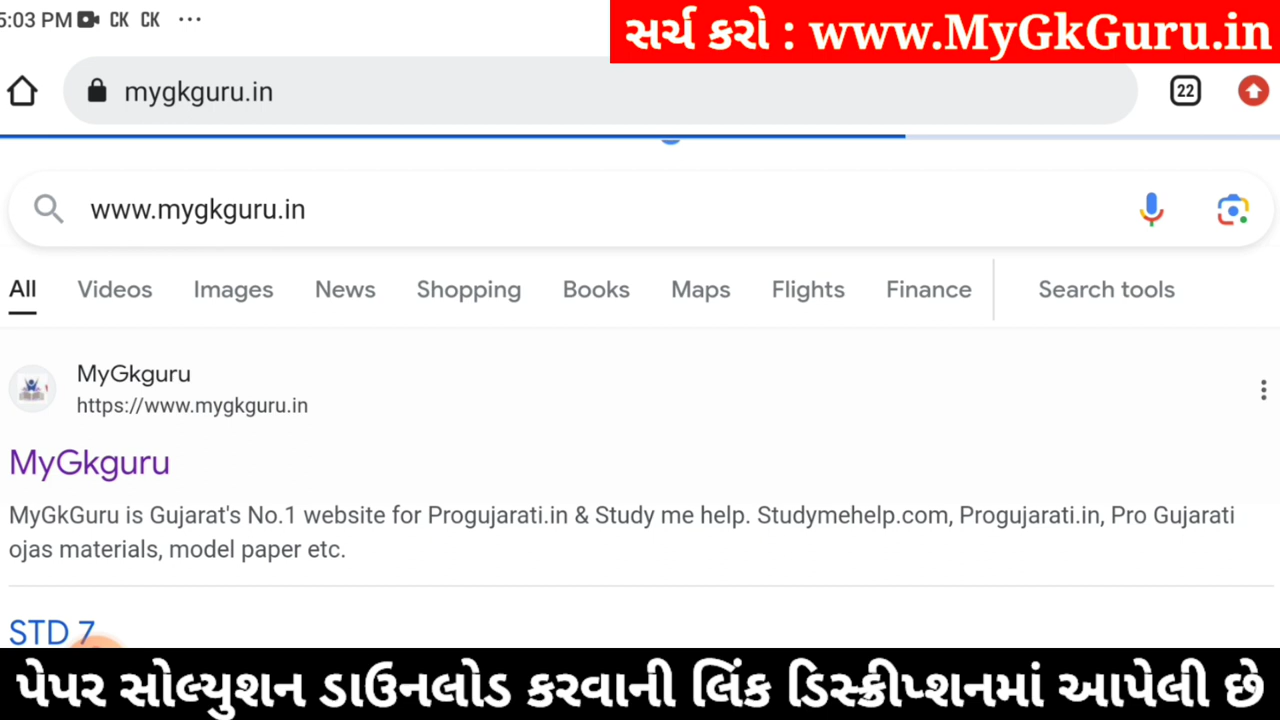 5:03 PM CK CK ...
સર્ચ કરો : www.MyGkGuru.in
mygkguru.in
22
www.mygkguru.in
All Videos Images News Shopping Books Maps Flights Finance Search tools
MyGkguru
https://www.mygkguru.in
MyGkguru
MyGkGuru is Gujarat's No.1 website for Progujarati.in & Study me help. Studymehelp.com, Progujarati.in, Pro Gujarati
ojas materials, model paper etc.
STD 7
પેપર સોલ્યુશન ડાઉનલોડ કરવાની લિંક ડિસ્ક્રીપ્શનમાં આપેલી છે